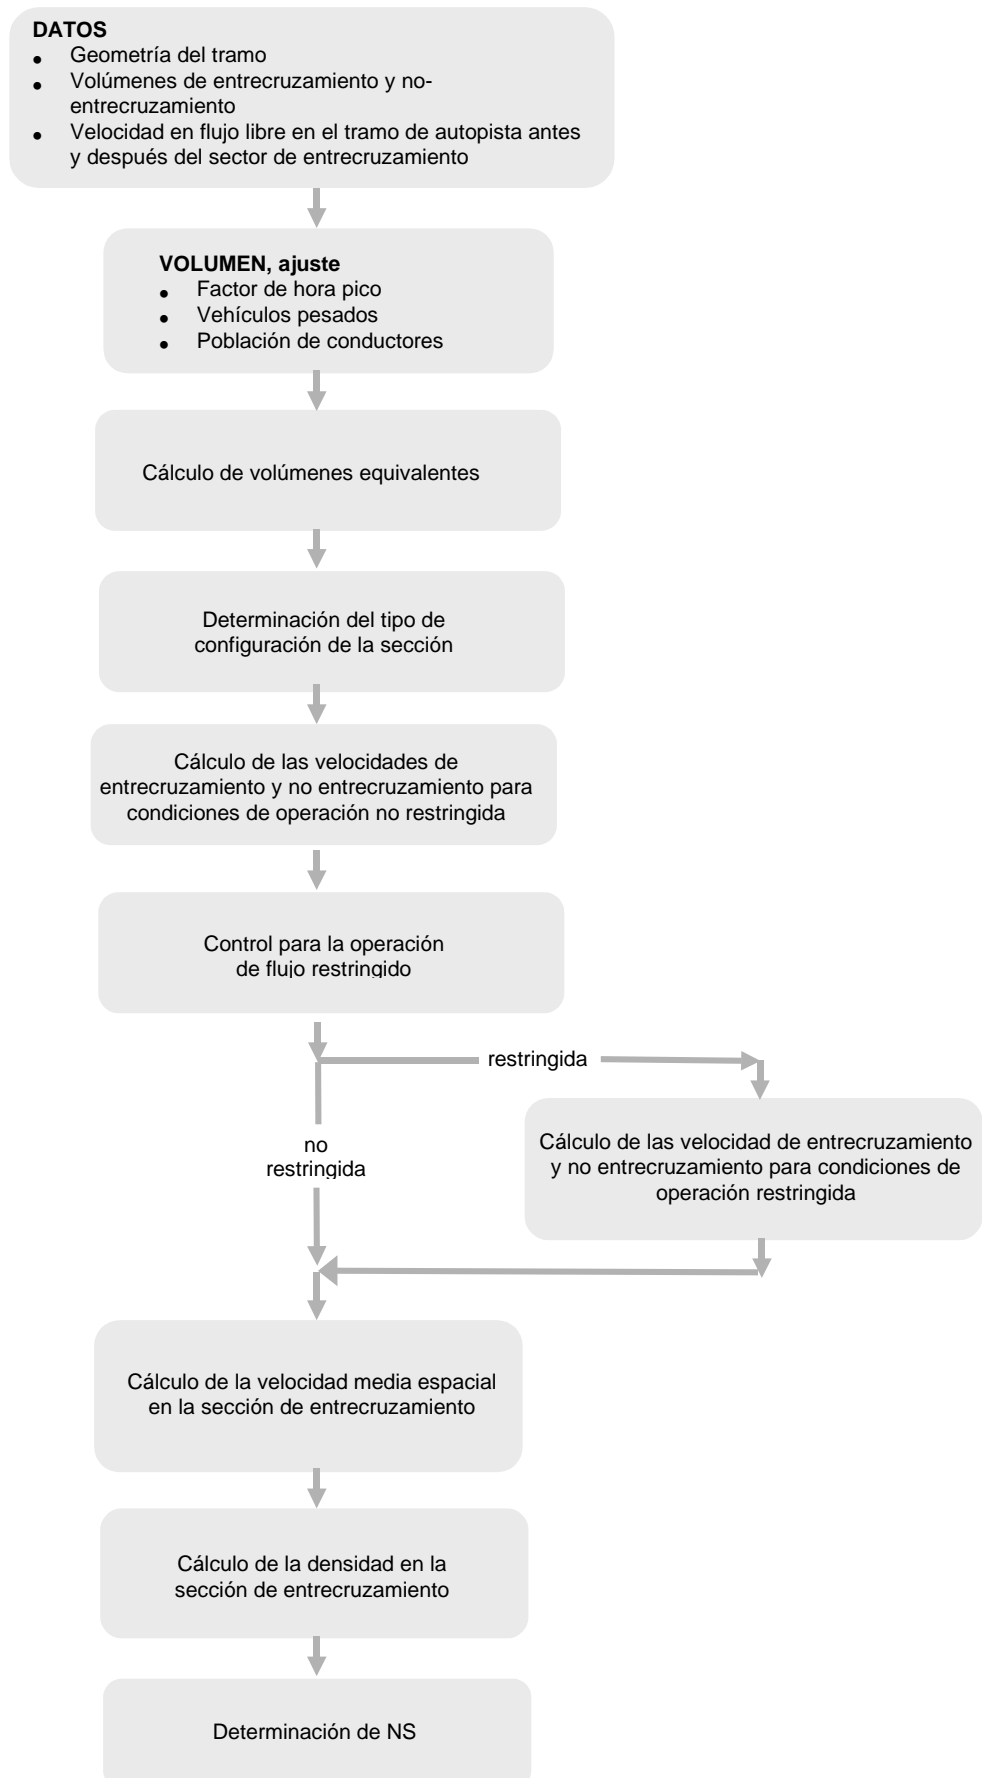 DATOS
• Geometría del tramo
• Volúmenes de entrecruzamiento y no-
entrecruzamiento
• Velocidad en flujo libre en el tramo de autopista antes
y después del sector de entrecruzamiento
VOLUMEN, ajuste
• Factor de hora pico
• Vehículos pesados
• Población de conductores
Cálculo de volúmenes equivalentes
Determinación del tipo de
configuración de la sección
Cálculo de las velocidades de
entrecruzamiento y no entrecruzamiento para
condiciones de operación no restringida
Control para la operación
de flujo restringido
restringida
no
restringida
Cálculo de las velocidad de entrecruzamiento
y no entrecruzamiento para condiciones de
operación restringida
Cálculo de la velocidad media espacial
en la sección de entrecruzamiento
Cálculo de la densidad en la
sección de entrecruzamiento
Determinación de NS